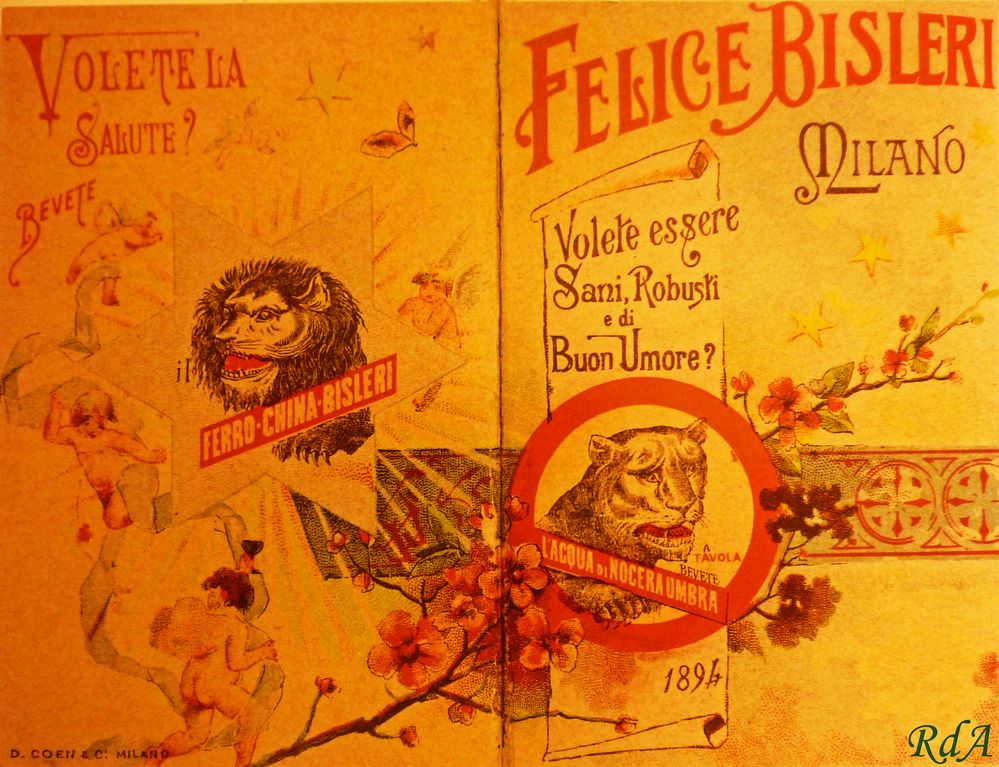 VOLETE LA
SALUTE?
BEVETE
il
FERRO-CHINA-BISLERI
D. COEN & C! MILANO
FELICE BISLERI
MILANO
Volete essere
Sani, Robusti
e di
Buon Umore?
A
TAVOLA
BEVETE
L'ACQUA DI NOCERA UMBRA
1894
RdA